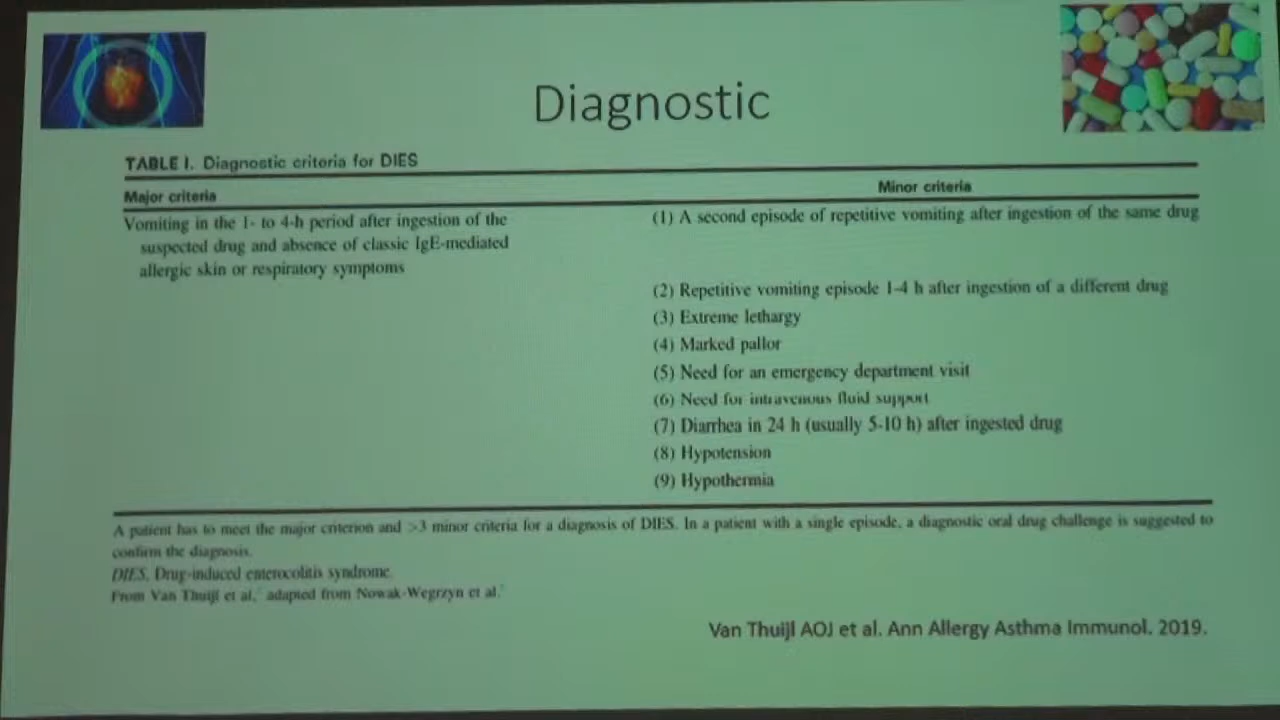 Diagnostic
TABLE I. Diagnostic criteria for DIES
Major criteria
Minor criteria
Vomiting in the 1- to 4-h period after ingestion of the
suspected drug and absence of classic IgE-mediated
allergic skin or respiratory symptoms
(1) A second episode of repetitive vomiting after ingestion of the same drug
(2) Repetitive vomiting episode 1-4 h after ingestion of a different drug
(3) Extreme lethargy
(4) Marked pallor
(5) Need for an emergency department visit
(6) Need for intravenous fluid support
(7) Diarrhea in 24 h (usually 5-10 h) after ingested drug
(8) Hypotension
(9) Hypothermia
A patient has to meet the major criterion and >3 minor criteria for a diagnosis of DIES. In a patient with a single episode, a diagnostic oral drug challenge is suggested to
confirm the diagnosis.
DIES, Drug-induced enterocolitis syndrome.
From Van Thuijl et al, adapted from Nowak-Wegrzyn et al.
Van Thuijl AOJ et al. Ann Allergy Asthma Immunol. 2019.